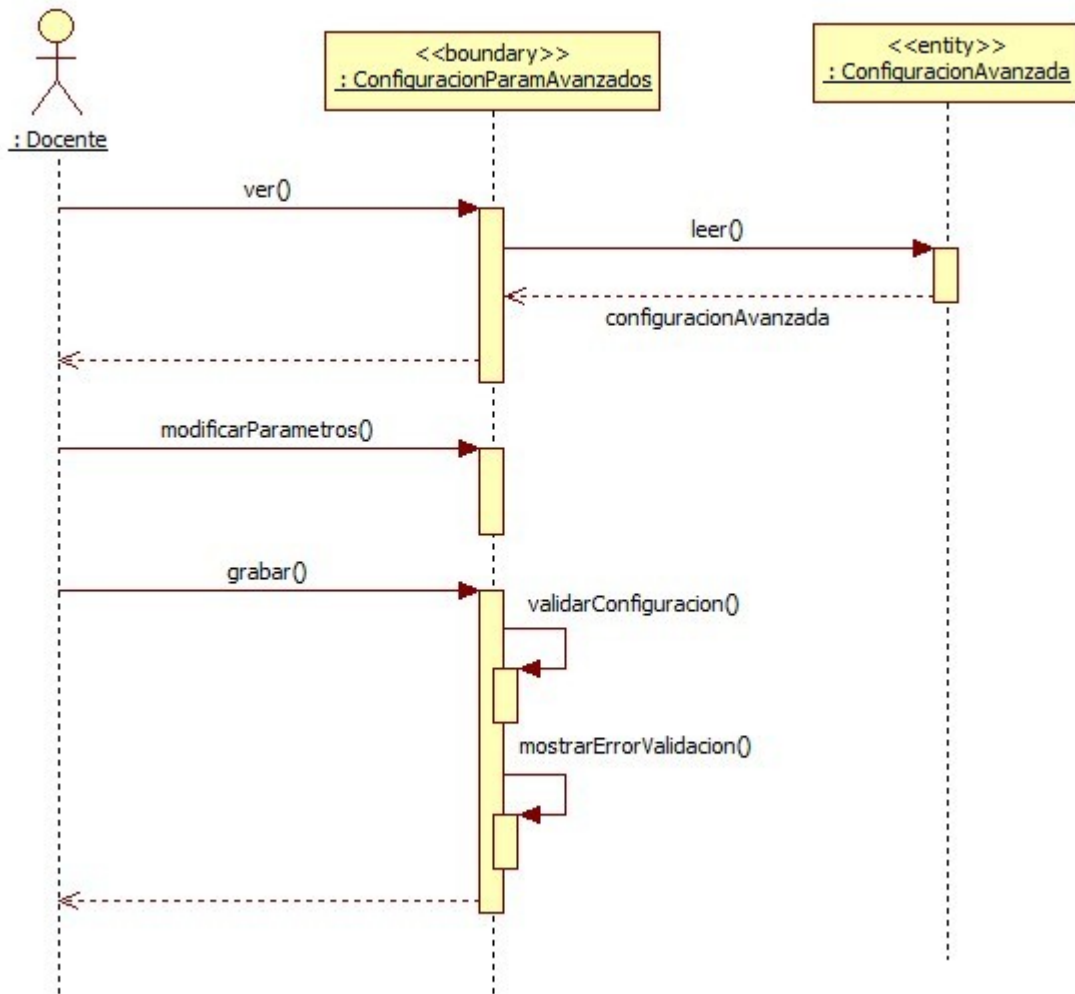 <<boundary>>
: ConfiguracionParamAvanzados
<<entity>>
: ConfiguracionAvanzada
: Docente
ver()
leer()
configuracionAvanzada
modificarParametros()
grabar()
validarConfiguracion()
mostrarErrorValidacion()